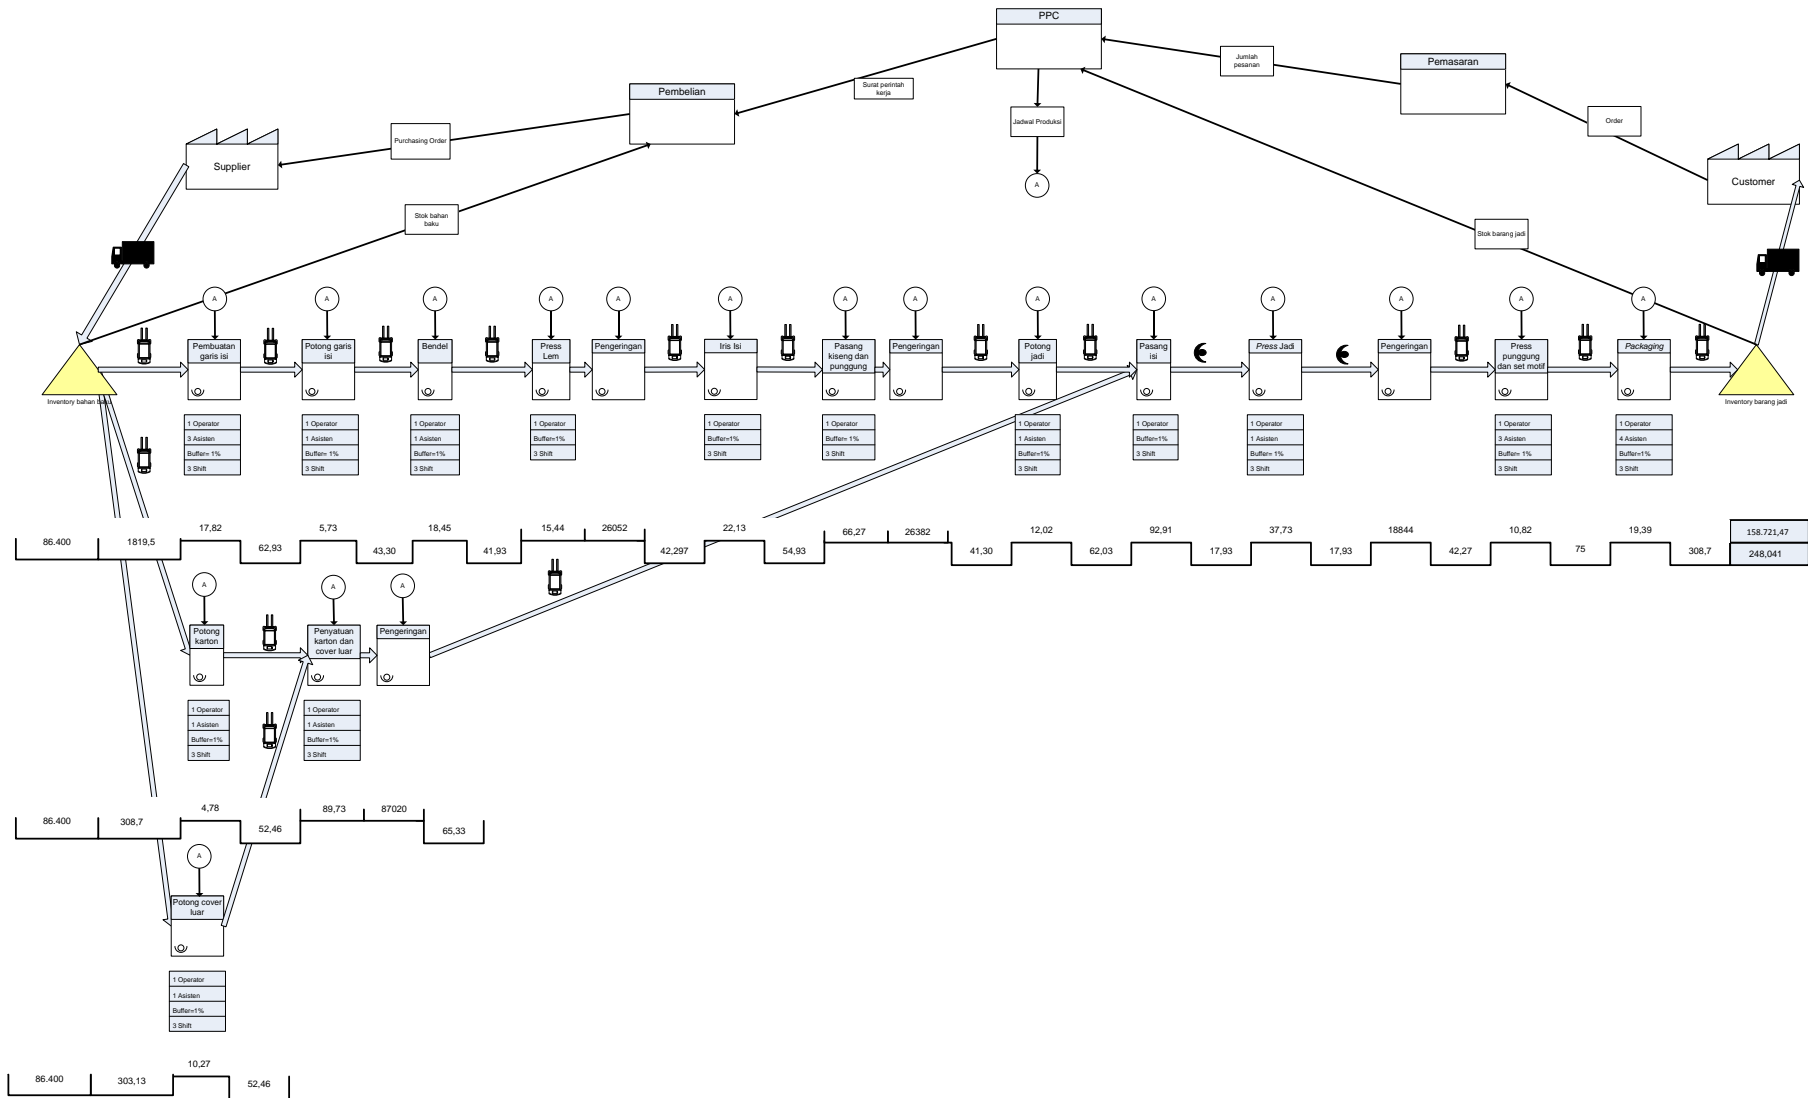 PPC
Pemasaran
Jumlah
pesanan
Surat perintah
kerja
Pembelian
Jadwal Produksi
Order
Purchasing Order
Supplier
Customer
A
Stok bahan
baku
Stok barang jadi
A
A
A
A
A
A
A
A
A
A
A
A
A
A
Pembuatan
garis isi
Potong garis
isi
Bendel
Press
Lem
Pengeringan
Iris Isi
Pasang
kiseng dan
punggung
Pengeringan
Potong
jadi
Pasang
isi
Press Jadi
Pengeringan
Press
punggung
dan set motif
Packaging
Inventory bahan baku
Inventory barang jadi
1 Operator
3 Asisten
Buffer= 1%
3 Shift
1 Operator
1 Asisten
Buffer= 1%
3 Shift
1 Operator
1 Asisten
Buffer= 1%
3 Shift
1 Operator
Buffer=1%
3 Shift
1 Operator
Buffer=1%
3 Shift
1 Operator
Buffer= 1%
3 Shift
1 Operator
1 Asisten
Buffer=1%
3 Shift
1 Operator
Buffer=1%
3 Shift
1 Operator
1 Asisten
Buffer= 1%
3 Shift
1 Operator
3 Asisten
Buffer= 1%
3 Shift
1 Operator
4 Asisten
Buffer=1%
3 Shift
86.400
1819,5
17,82
62,93
5,73
43,30
18,45
41,93
15,44
26052
42,297
22,13
54,93
66,27
26382
41,30
12,02
62,03
92,91
17,93
37,73
17,93
18844
42,27
10,82
75
19,39
308,7
158.721,47
248,041
A
A
A
Potong
karton
Penyatuan
karton dan
cover luar
Pengeringan
1 Operator
1 Asisten
Buffer=1%
3 Shift
1 Operator
1 Asisten
Buffer=1%
3 Shift
86.400
308,7
4,78
52,46
89,73
87020
65,33
A
Potong cover
luar
1 Operator
1 Asisten
Buffer=1%
3 Shift
86.400
303,13
10,27
52,46